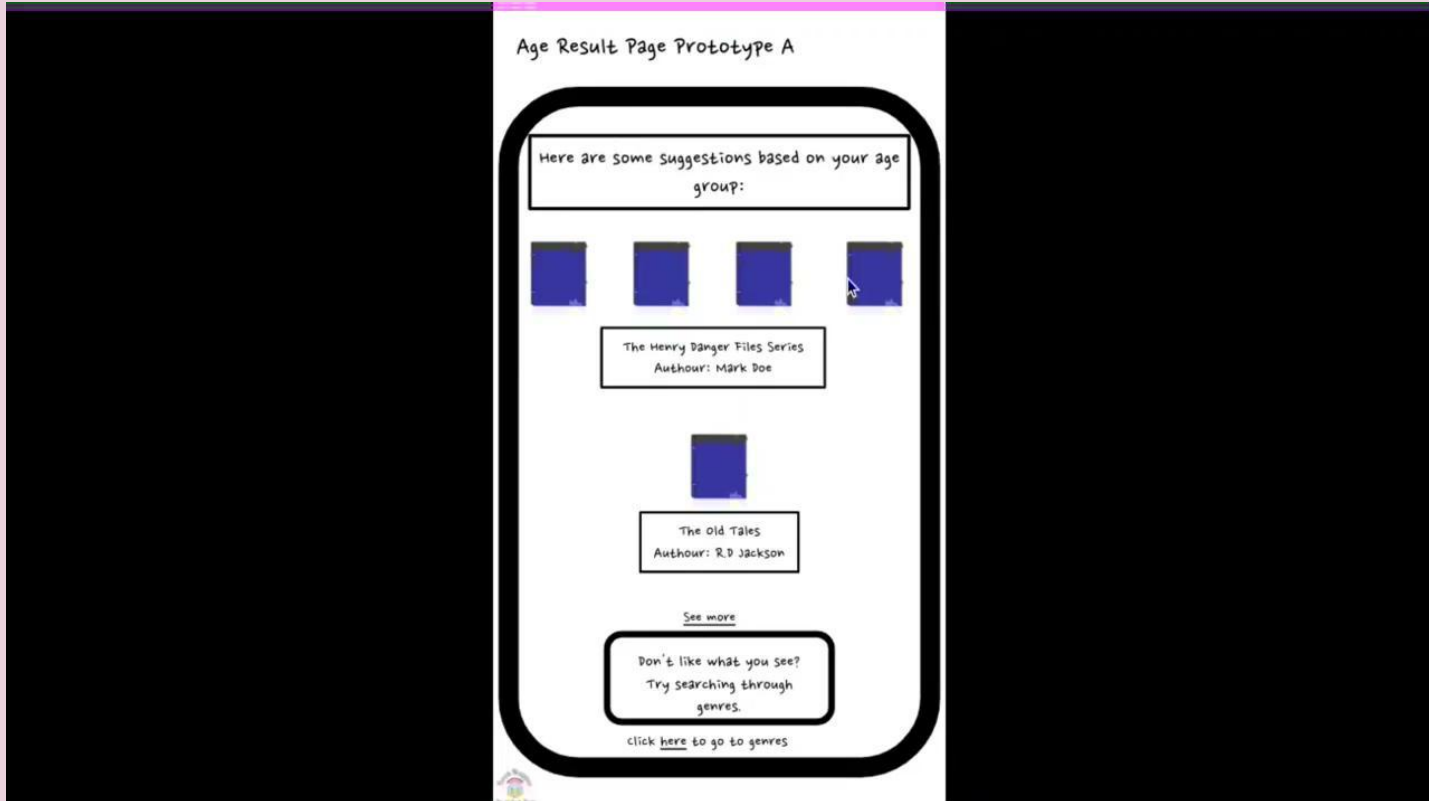 Age Result Page Prototype A
Here are some suggestions based on your age
group:
The Henry Danger Files Series
Authour: Mark Doe
The Old Tales
Authour: R.D Jackson
See more
Don't like what you see?
Try searching through
genres.
click here to go to genres